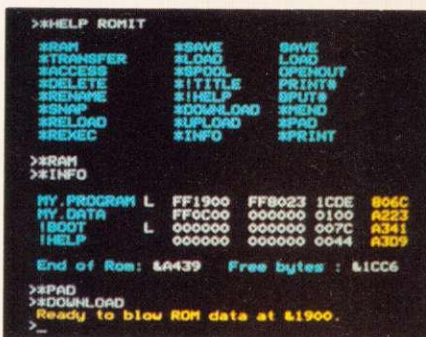 >*HELP ROMIT
*RAM *SAVE SAVE
*TRANSFER *LOAD LOAD
*ACCESS *SPOOL OPENOUT
*DELETE *!TITLE PRINT#
*RENAME *!HELP BPUT#
*SNAP *DOWNLOAD *MEND
*RELOAD *UPLOAD *PAD
*REXEC *INFO *PRINT
>*RAM
>*INFO
MY.PROGRAM L FF1900 FF8023 1CDE 806C
MY.DATA FF0C00 000000 0100 A223
!BOOT L 000000 000000 007C A341
!HELP 000000 000000 0044 A3D9
End of Rom: &A439 Free bytes : &1CC6
>*PAD
>*DOWNLOAD
Ready to blow ROM data at &1900.
>_